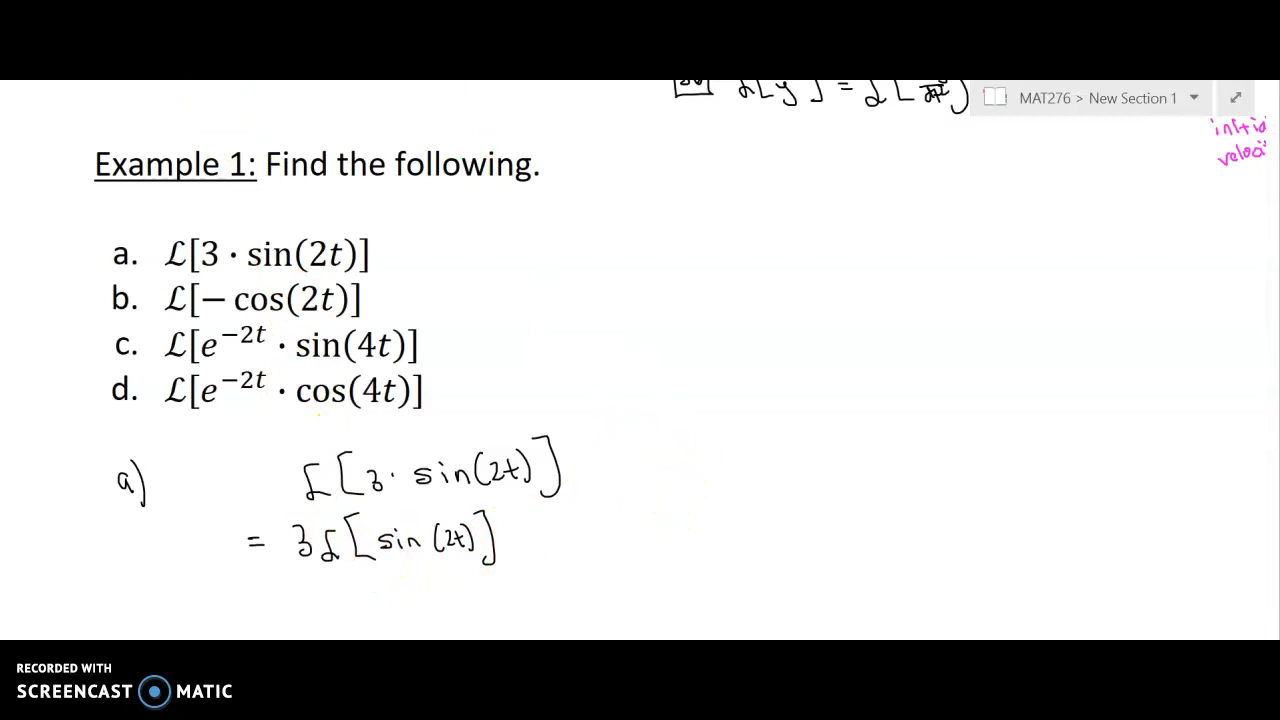 £[y ] = £[
MAT276 > New Section 1
Example 1: Find the following.
a. ℒ[3 · sin(2t)]
b. ℒ[− cos(2t)]
c. ℒ[e⁻²ᵗ · sin(4t)]
d. ℒ[e⁻²ᵗ · cos(4t)]
a) £[3· sin(2t)]
= 3£[sin(2t)]
RECORDED WITH
SCREENCAST MATIC